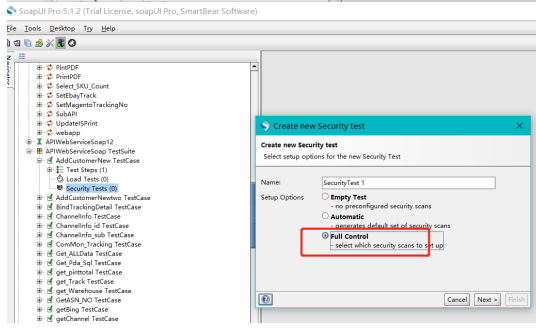 SoapUI Pro 5.1.2 (Trial License, soapUI Pro, SmartBear Software)
File Tools Desktop Try Help
PintPDF
PrintPDF
Select_SKU_Count
SetEbayTrack
SetMagentoTrackingNo
SubAPI
UpdateISPrint
webapp
APIWebServiceSoap12
APIWebServiceSoap TestSuite
AddCustomerNew TestCase
Test Steps (1)
Load Tests (0)
Security Tests (0)
AddCustomerNewtwo TestCase
BindTrackingDetail TestCase
ChannelInfo TestCase
ChannelInfo_id TestCase
ChannelInfo_sub TestCase
ComMon_Tracking TestCase
Get_ALLData TestCase
Get_Pda_Sql TestCase
get_pinttotal TestCase
get_Track TestCase
get_Warehouse TestCase
GetASN_NO TestCase
getBing TestCase
getChannel TestCase
Create new Security test
Create new Security test
Select setup options for the new Security Test
Name: SecurityTest 1
Setup Options Empty Test
- no preconfigured security scans
Automatic
- generates default set of security scans
Full Control
- select which security scans to set up
Cancel Next > Finish